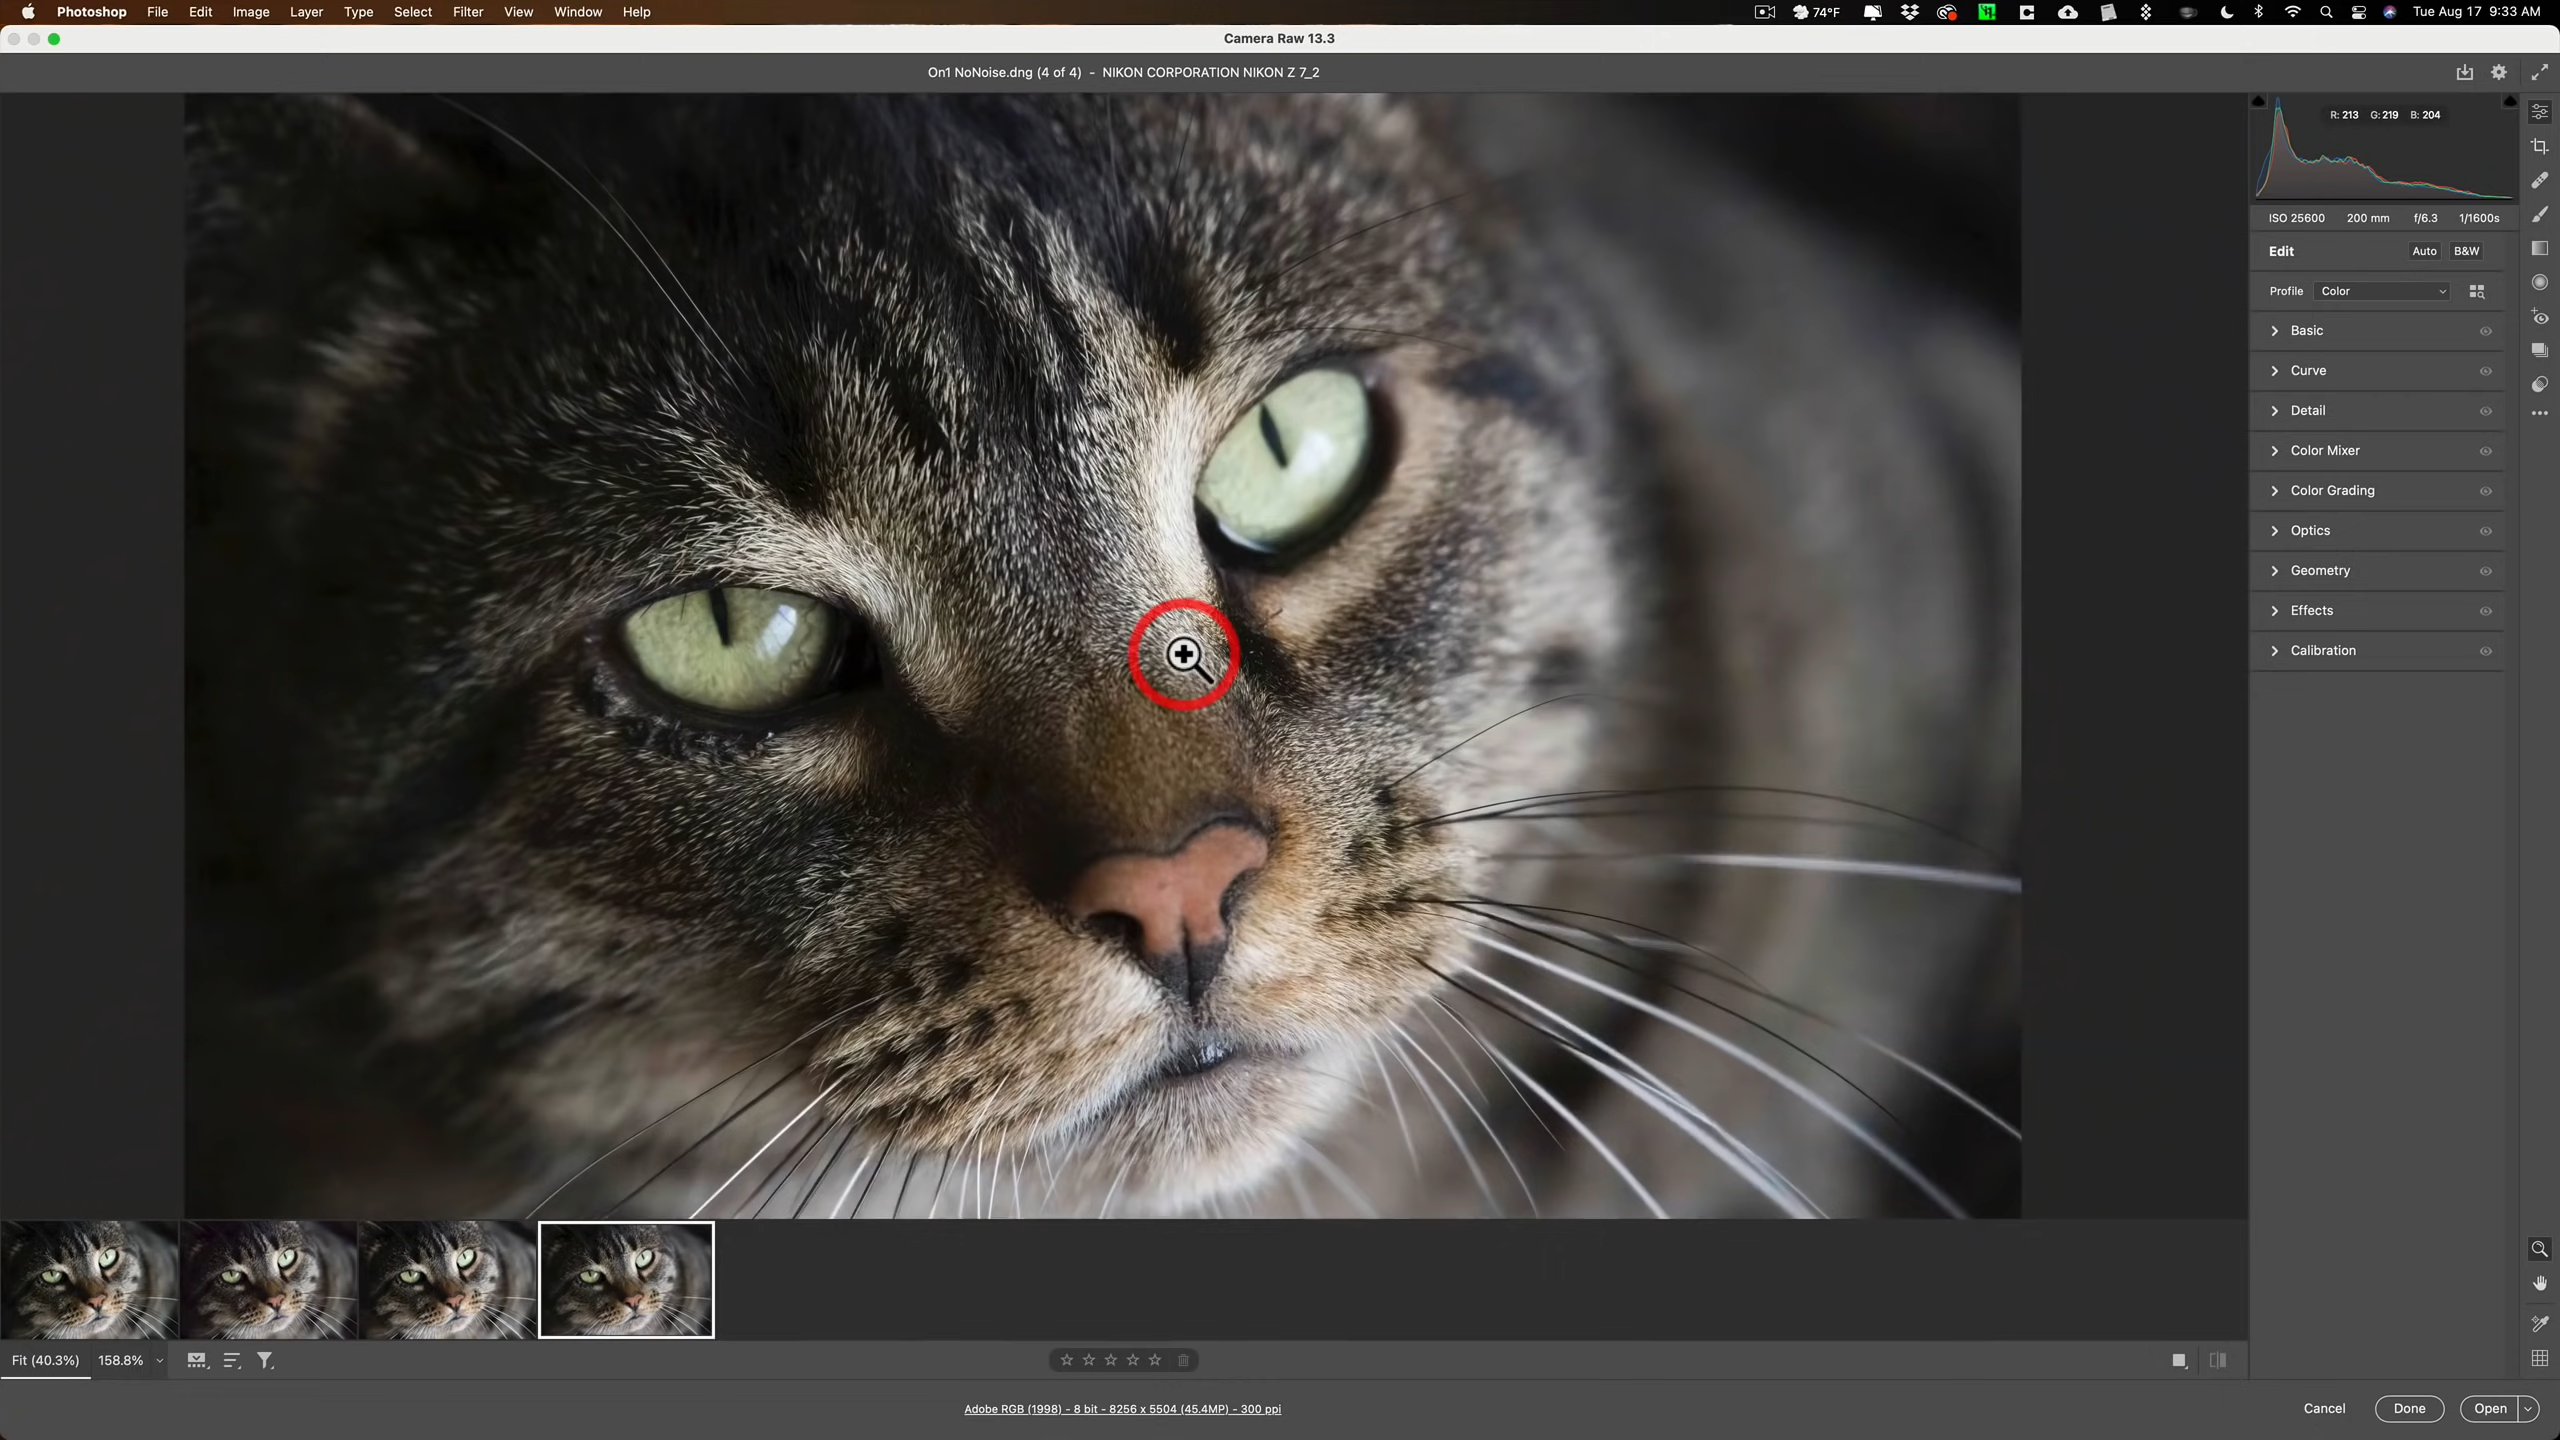 Photoshop File Edit Image Layer Type Select Filter View Window Help 74°F Tue Aug 17 9:33 AM
Camera Raw 13.3
On1 NoNoise.dng (4 of 4) - NIKON CORPORATION NIKON Z 7_2
R: 213 G: 219 B: 204
ISO 25600 200 mm f/6.3 1/1600s
Edit Auto B&W
Profile Color
Basic
Curve
Detail
Color Mixer
Color Grading
Optics
Geometry
Effects
Calibration
Fit (40.3%) 158.8%
Adobe RGB (1998) - 8 bit - 8256 x 5504 (45.4MP) - 300 ppi
Cancel Done Open